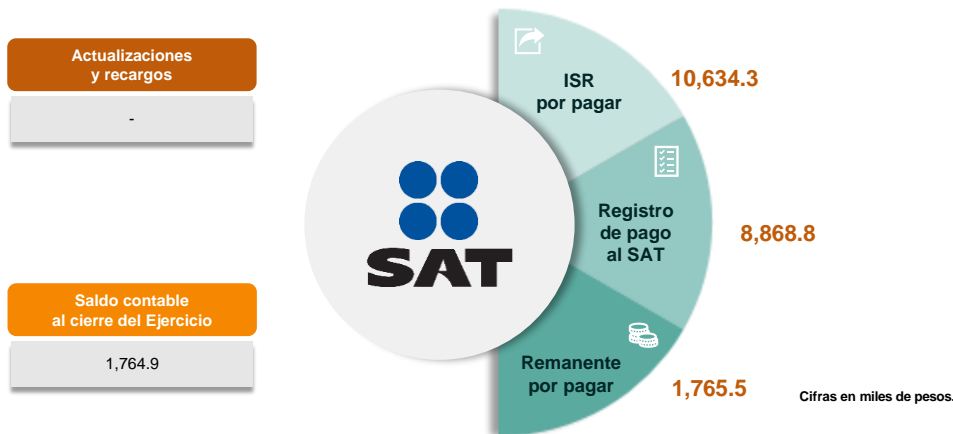 Actualizaciones
y recargos
-
Saldo contable
al cierre del Ejercicio
1,764.9
SAT
ISR
por pagar
10,634.3
Registro
de pago
al SAT
8,868.8
Remanente
por pagar
1,765.5
Cifras en miles de pesos.